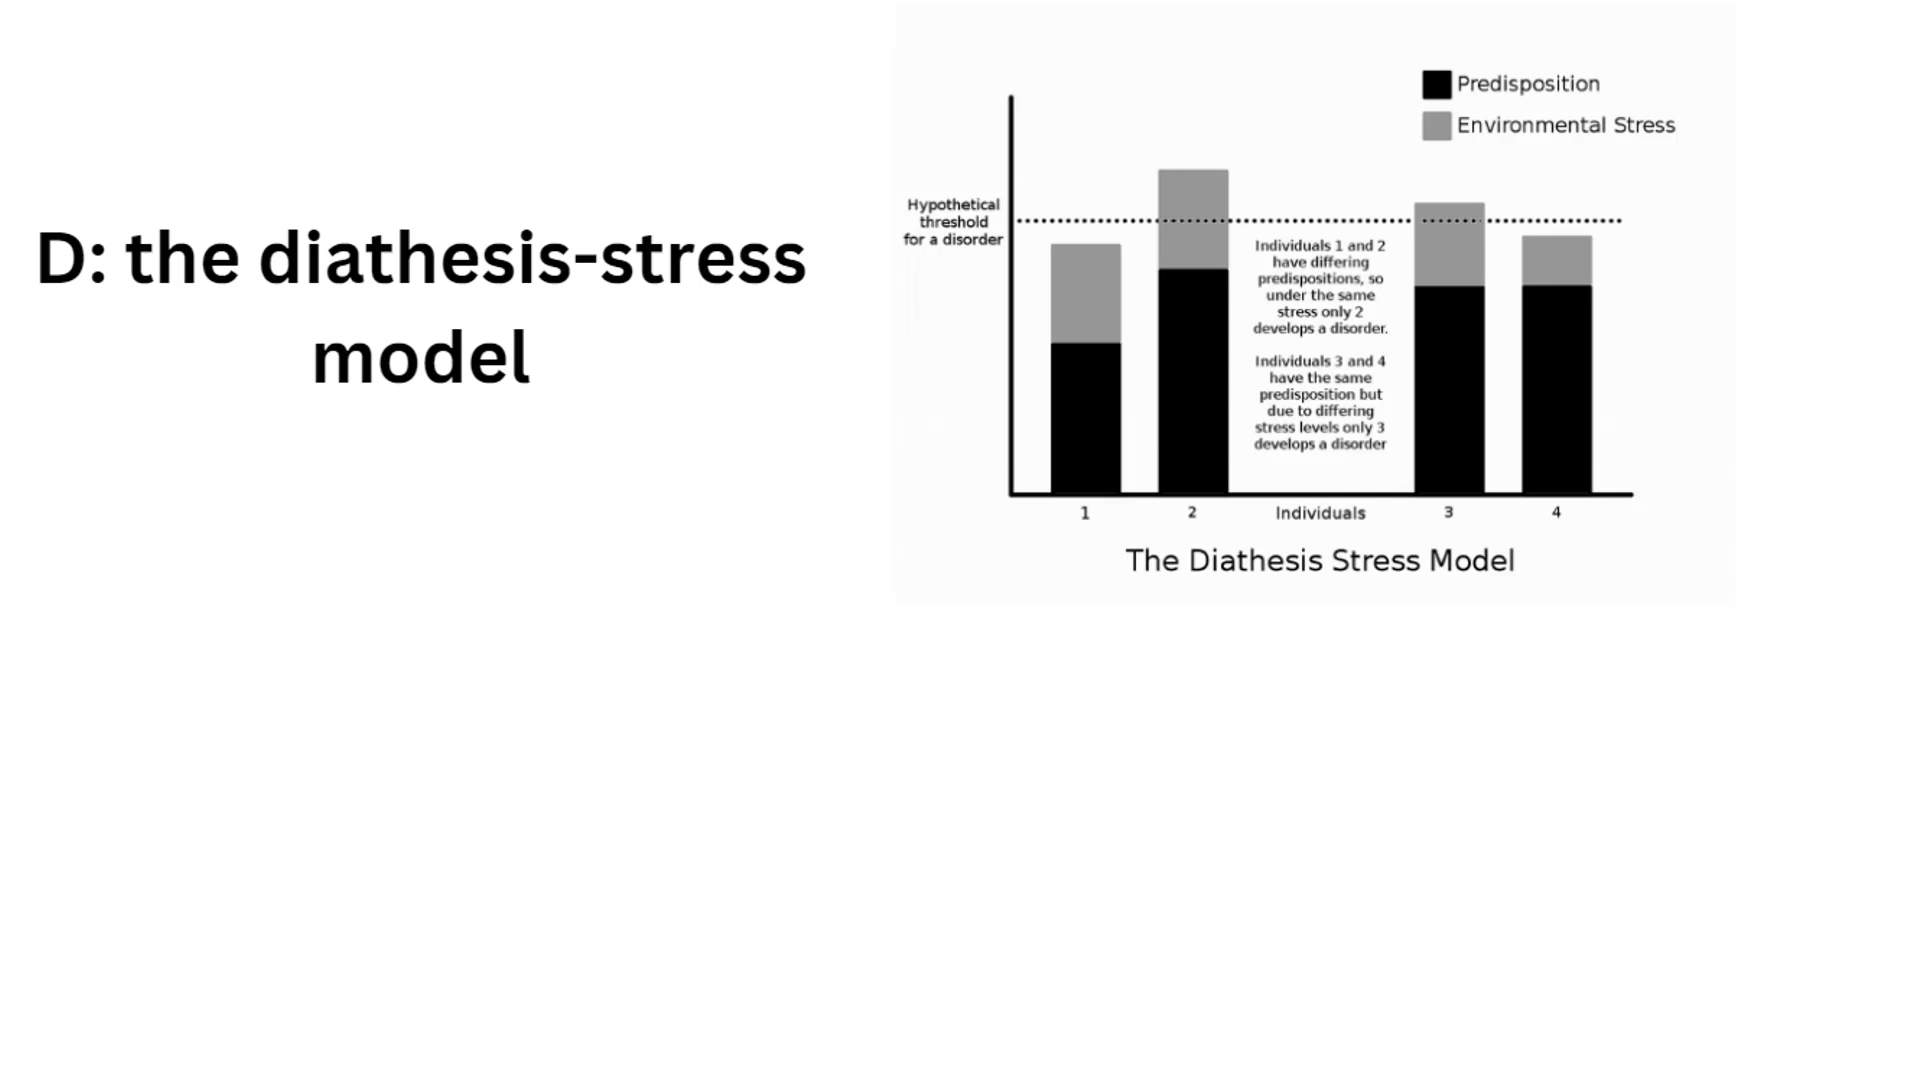 D: the diathesis-stress
model
Predisposition
Environmental Stress
Hypothetical
threshold
for a disorder
Individuals 1 and 2
have differing
predispositions, so
under the same
stress only 2
develops a disorder.
Individuals 3 and 4
have the same
predisposition but
due to differing
stress levels only 3
develops a disorder
1 2 Individuals 3 4
The Diathesis Stress Model